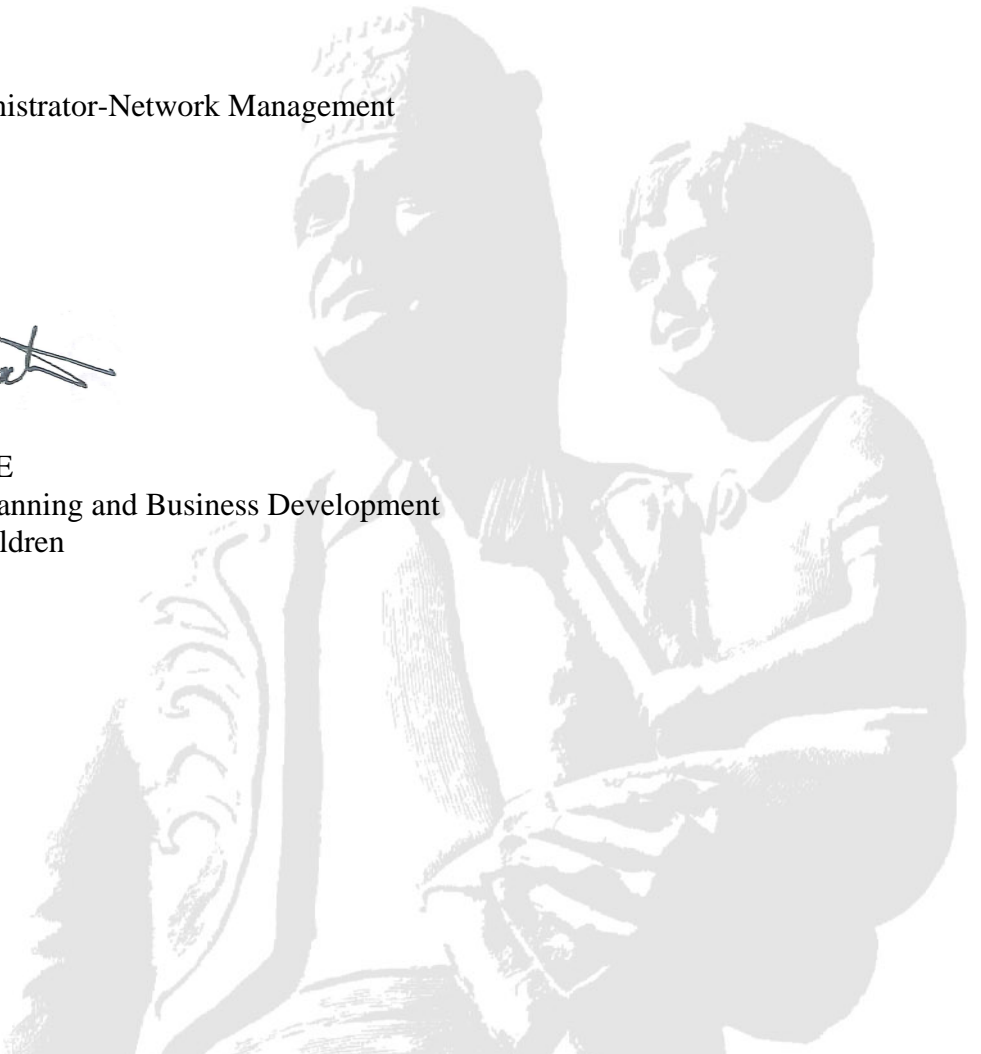 nistrator-Network Management
E
anning and Business Development
ldren